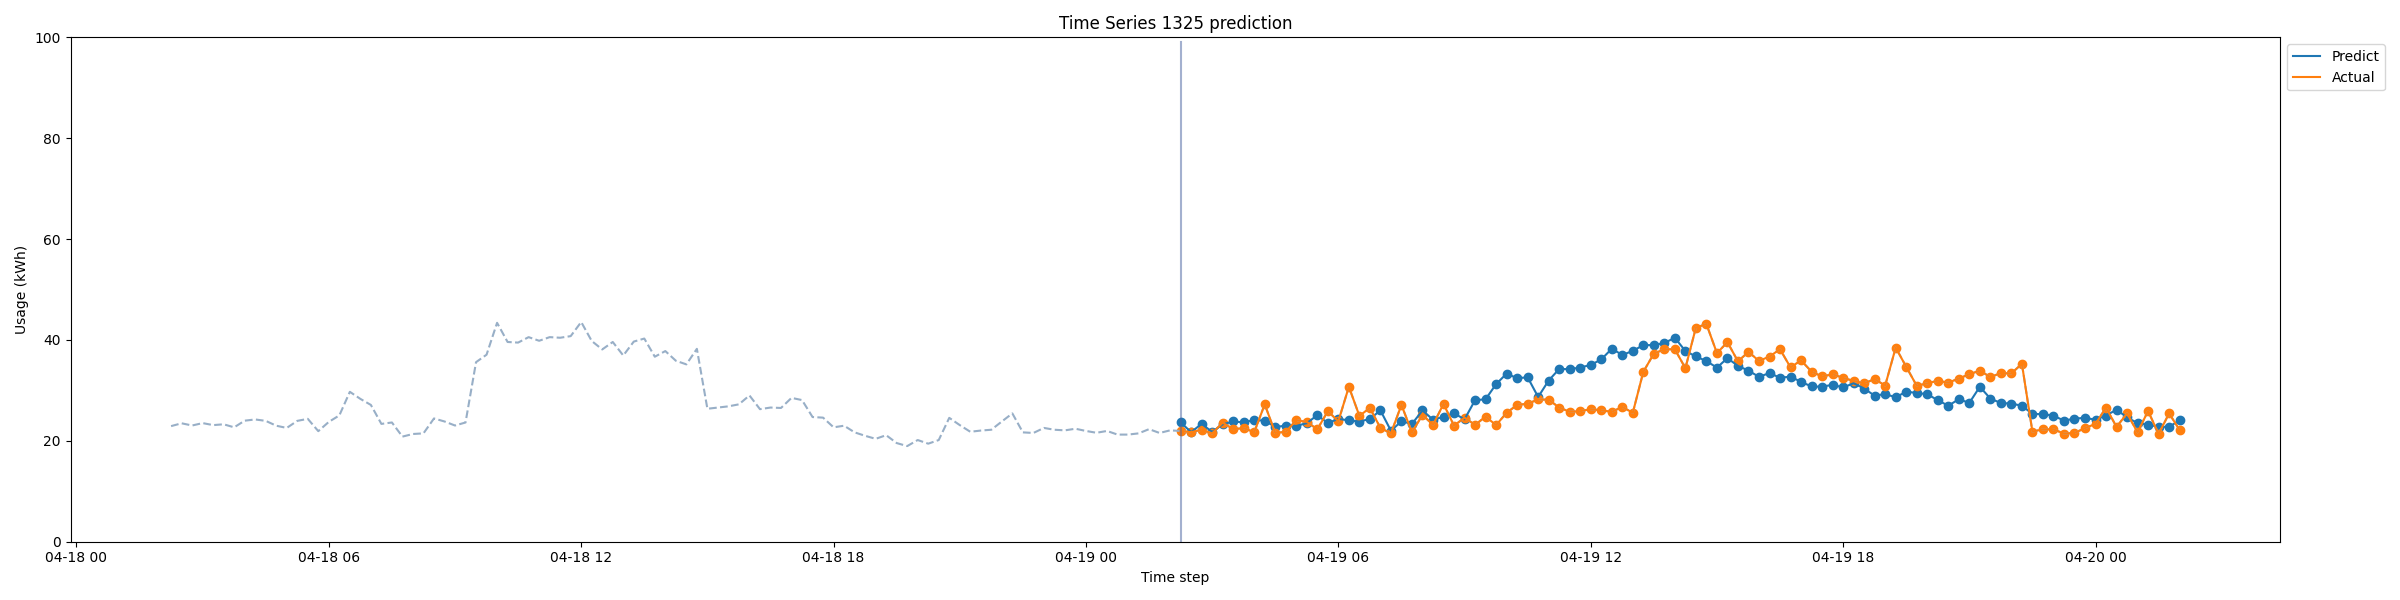 Time Series 1325 prediction
Predict
Actual
Usage (kWh)
100
80
60
40
20
0
04-18 00 04-18 06 04-18 12 04-18 18 04-19 00 04-19 06 04-19 12 04-19 18 04-20 00
Time step